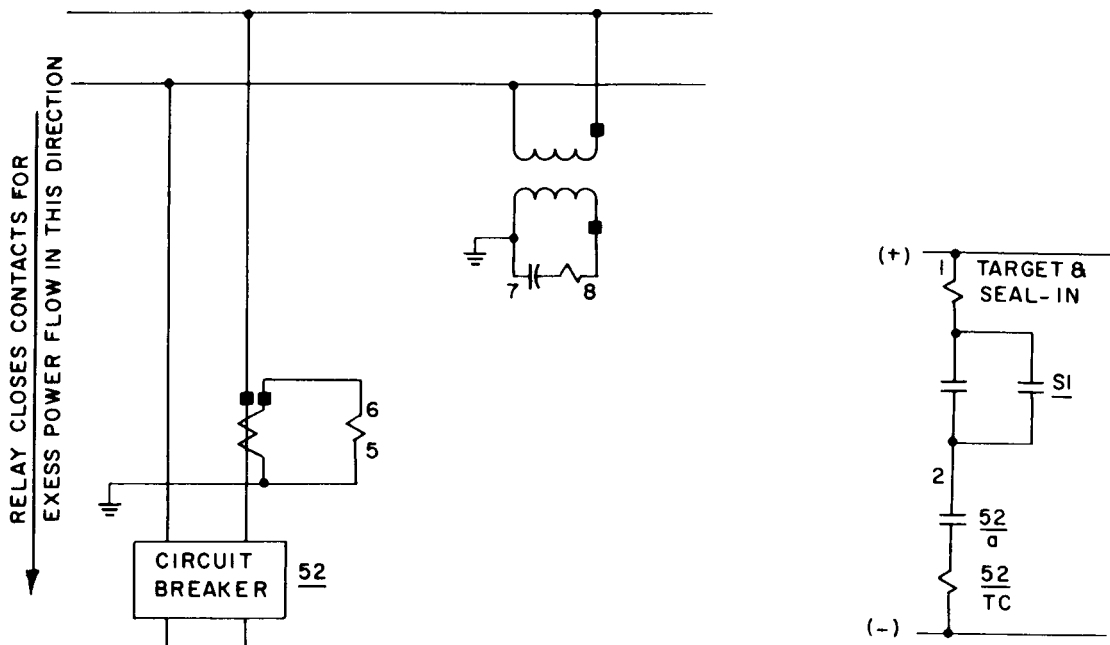 RELAY CLOSES CONTACTS FOR
EXESS POWER FLOW IN THIS DIRECTION
7 8
6
5
CIRCUIT
BREAKER
52
(+)
1
TARGET &
SEAL-IN
SI
2
52
a
52
TC
(-)